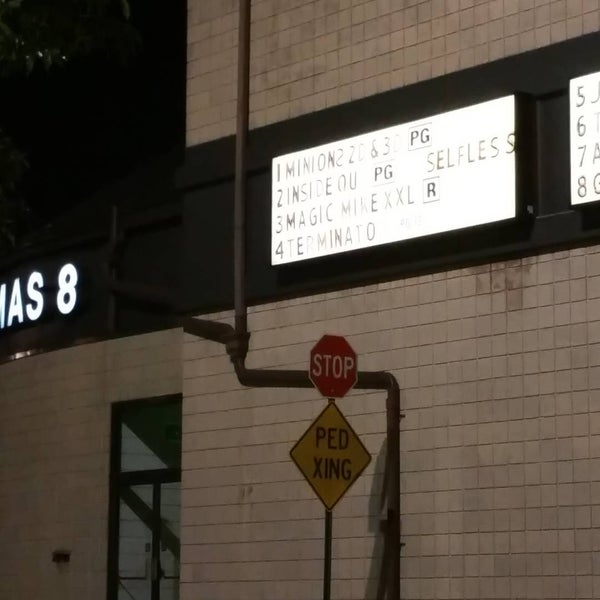 1 MINIONS 2D & 3D PG
2 INSIDE OU PG SELFLESS
3 MAGIC MIKE XXL R
4 TERMINATO
5 J
6 T
7 A
8 G
MAS 8
STOP
PED
XING